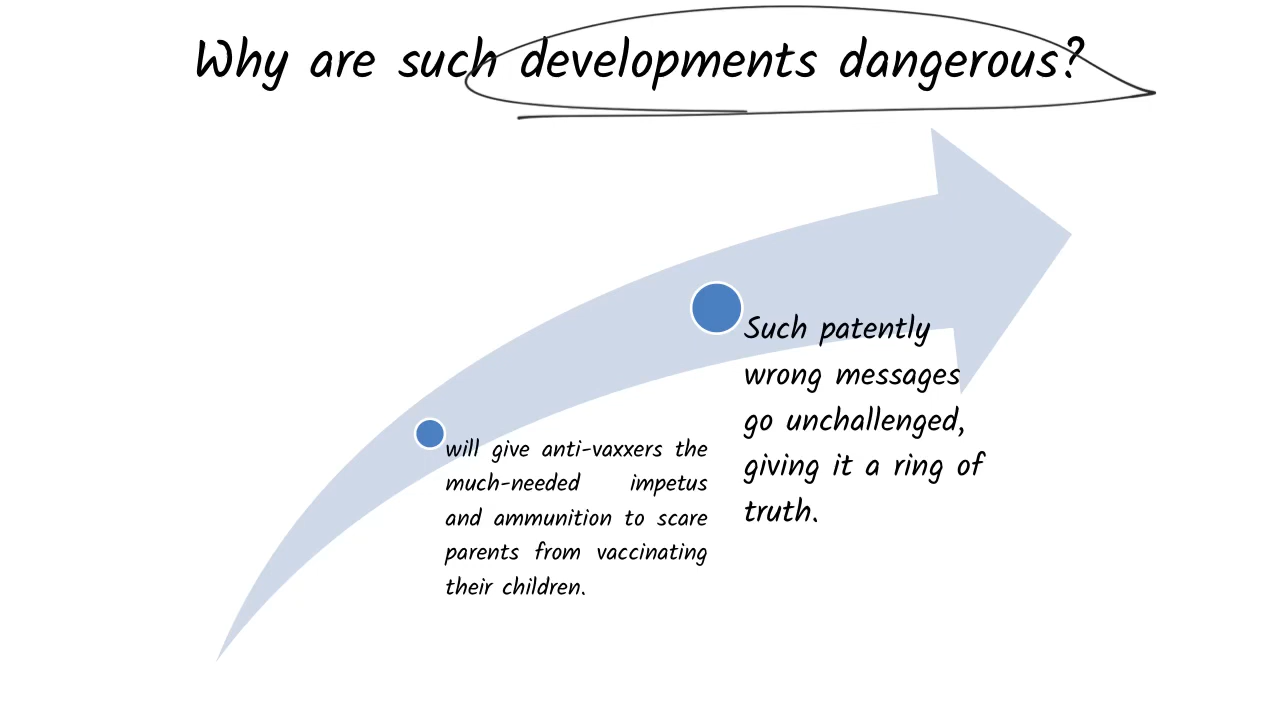 Why are such developments dangerous?
will give anti-vaxxers the
much-needed impetus
and ammunition to scare
parents from vaccinating
their children.
Such patently
wrong messages
go unchallenged,
giving it a ring of
truth.